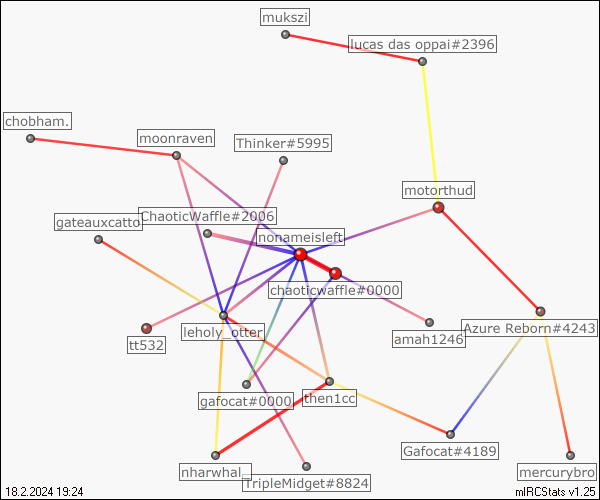 mukszi
lucas das oppai#2396
chobham.
moonraven
Thinker#5995
motorthud
ChaoticWaffle#2006
gateauxcatto
nonameisleft
chaoticwaffle#0000
leholy_otter
amah1246
Azure Reborn#4243
tt532
gafocat#0000
then1cc
Gafocat#4189
nharwhal_
TripleMidget#8824
mercurybro
18.2.2024 19:24
mIRCStats v1.25